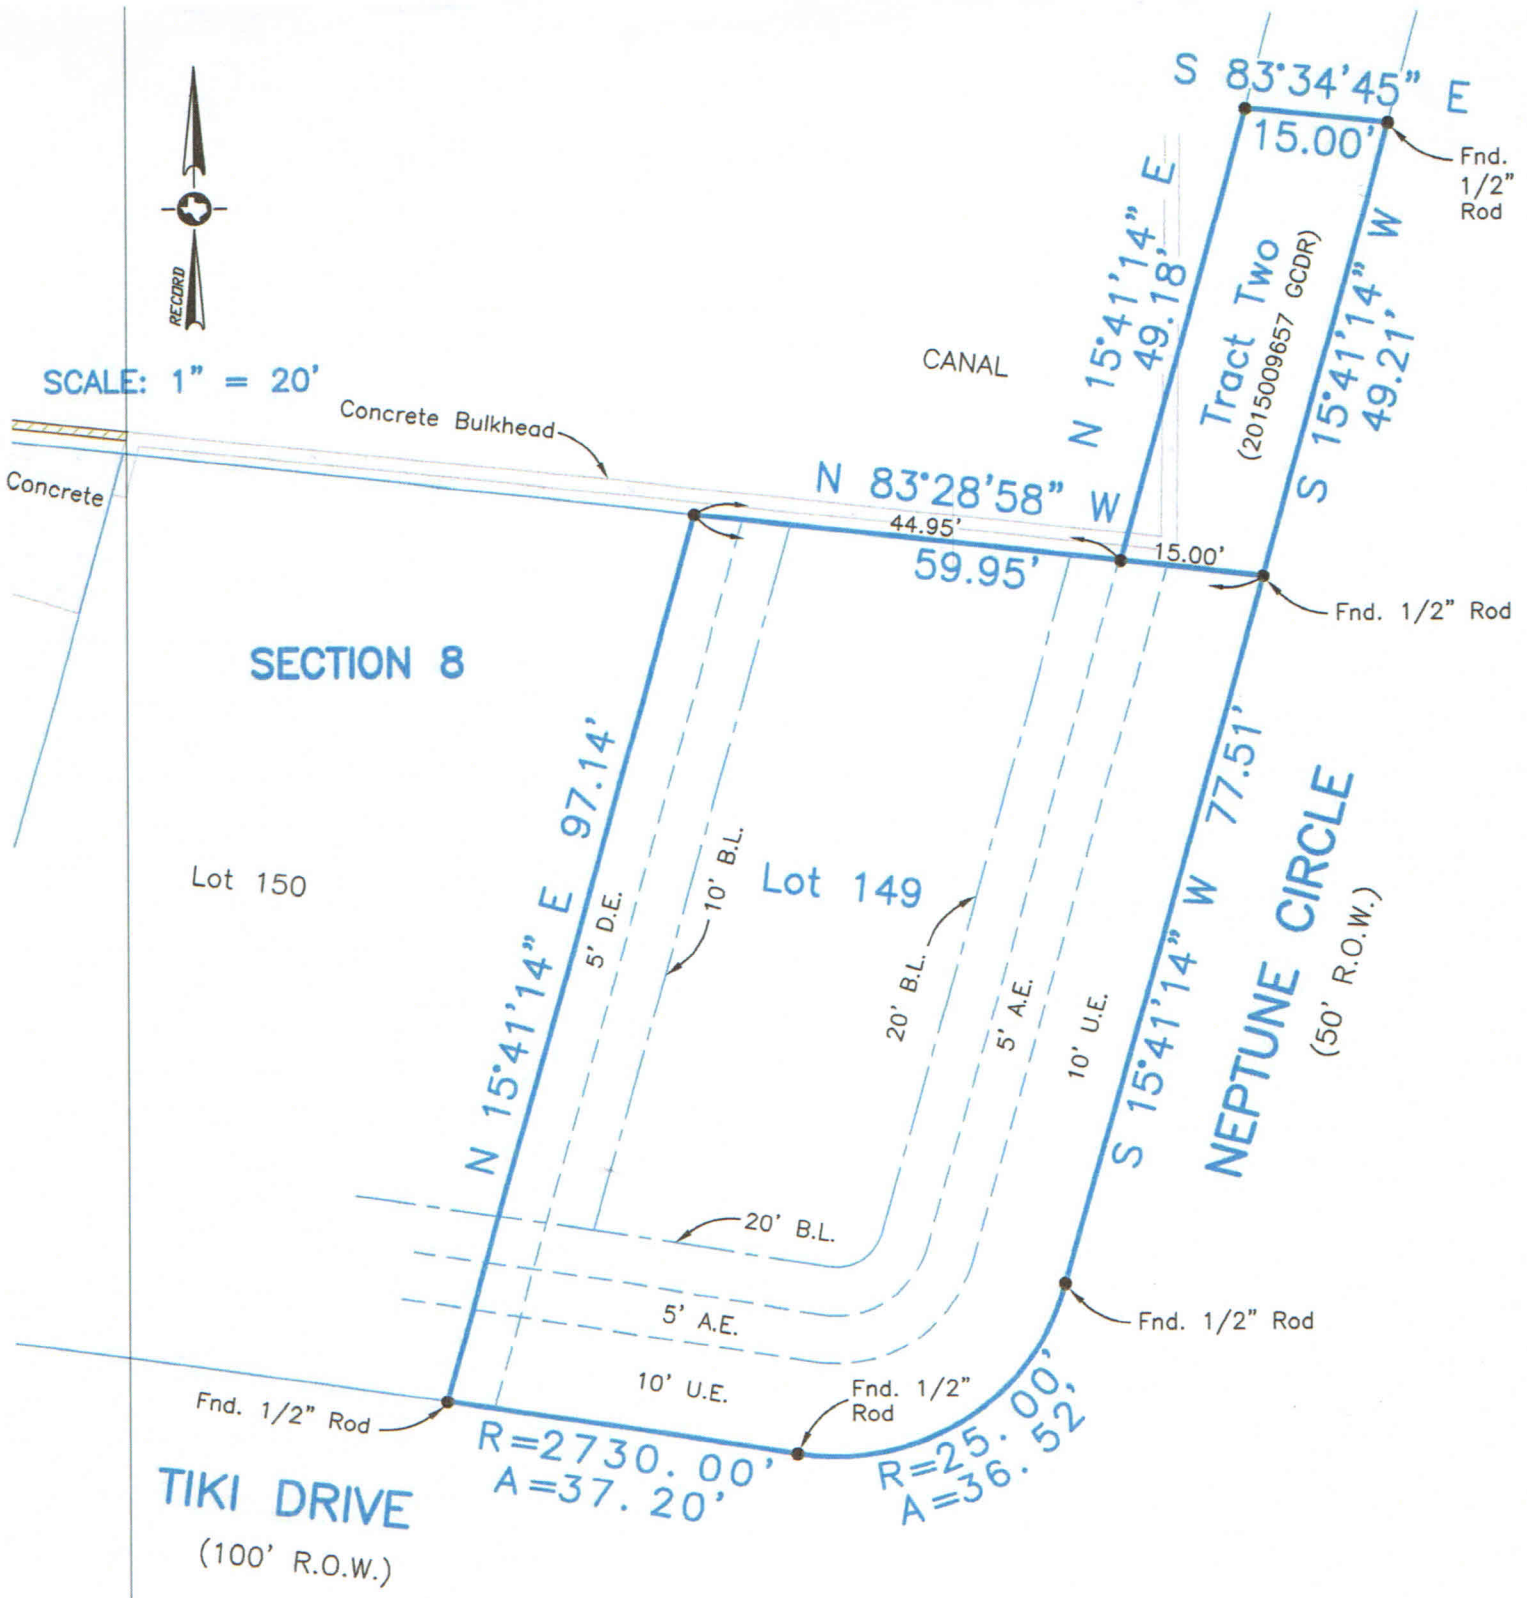 S 83°34'45" E
15.00'
Fnd.
1/2"
Rod
RECORD
SCALE: 1" = 20'
N 15°41'14" E
49.18'
Tract Two
(2015009657 GCDR)
S 15°41'14" W
49.21'
CANAL
Concrete Bulkhead
Concrete
N 83°28'58" W
44.95'
59.95'
15.00'
Fnd. 1/2" Rod
SECTION 8
N 15°41'14" E 97.14'
5' D.E.
10' B.L.
Lot 149
Lot 150
20' B.L.
5' A.E.
10' U.E.
S 15°41'14" W 77.51'
NEPTUNE CIRCLE
(50' R.O.W.)
20' B.L.
5' A.E.
10' U.E.
Fnd. 1/2" Rod
Fnd. 1/2"
Rod
Fnd. 1/2" Rod
R=2730.00'
A=37.20'
R=25.00'
A=36.52'
TIKI DRIVE
(100' R.O.W.)